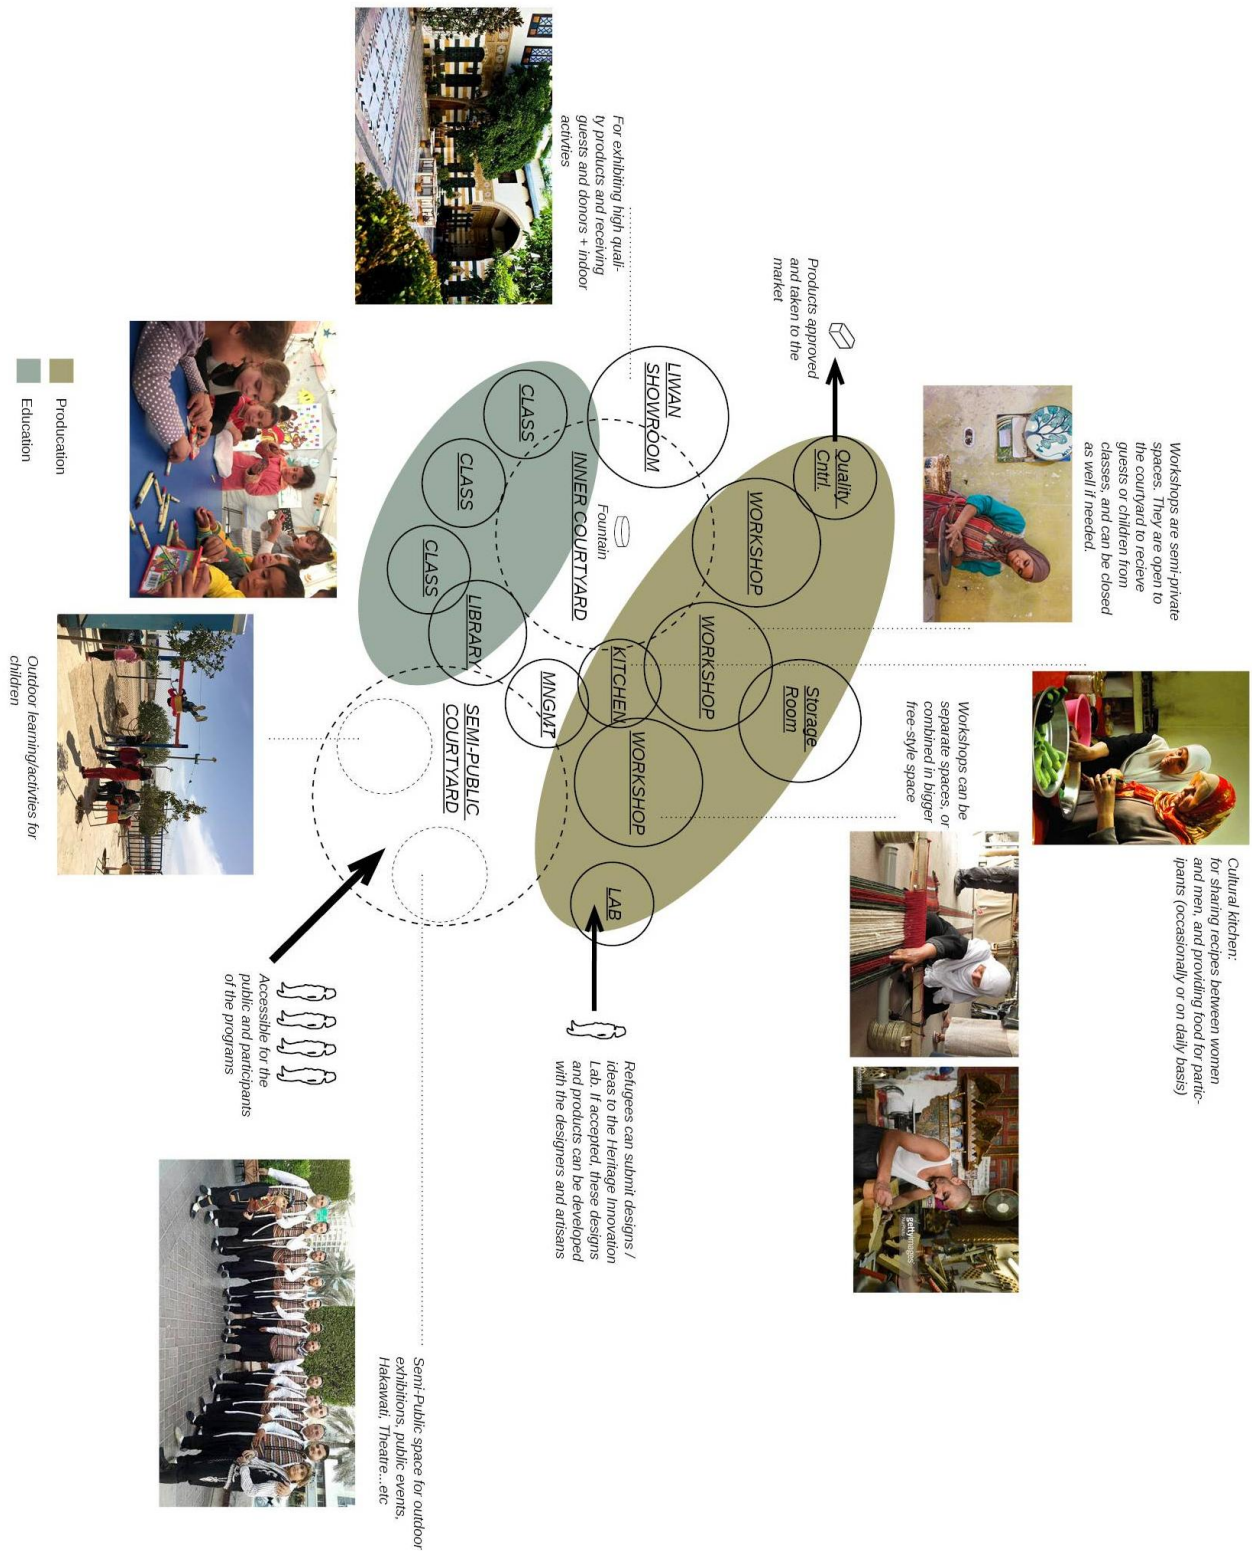 For exhibiting high quali-
ty products and receiving
guests and donors + indoor
activties
Products approved
and taken to the
market
Workshops are semi-private
spaces. They are open to
the courtyard to recieve
guests or children from
classes, and can be closed
as well if needed.
Workshops can be
separate spaces, or
combined in bigger
free-style space
Cultural kitchen:
for sharing recipes between women
and men, and providing food for partic-
ipants (occasionally or on daily basis)
LIWAN
SHOWROOM
Quality
Cntrl.
WORKSHOP
WORKSHOP
Storage
Room
KITCHEN
WORKSHOP
LAB
INNER COURTYARD
Fountain
CLASS
CLASS
CLASS
LIBRARY
MNGMT
SEMI-PUBLIC
COURTYARD
Refugees can submit designs /
ideas to the Heritage Innovation
Lab. If accepted, these designs
and products can be developed
with the designers and artisans
gettyimages
Accessible for the
public and participants
of the programs
Semi-Public space for outdoor
exhibitions, public events,
Hakawati, Theatre...etc
Outdoor learning/activties for
children
Producation
Education